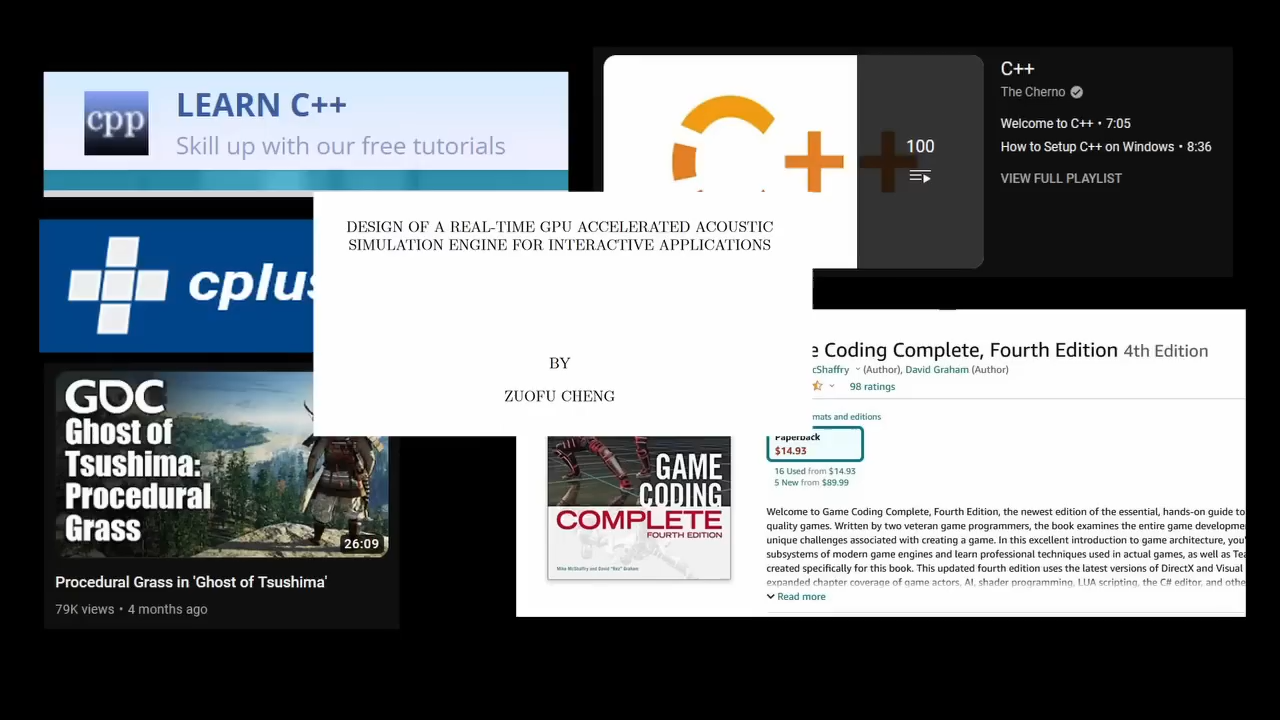 cpp
LEARN C++
Skill up with our free tutorials
100
C++
The Cherno
Welcome to C++ • 7:05
How to Setup C++ on Windows • 8:36
VIEW FULL PLAYLIST
DESIGN OF A REAL-TIME GPU ACCELERATED ACOUSTIC
SIMULATION ENGINE FOR INTERACTIVE APPLICATIONS
BY
ZUOFU CHENG
cplus
GDC
Ghost of
Tsushima:
Procedural
Grass
26:09
Procedural Grass in 'Ghost of Tsushima'
79K views • 4 months ago
e Coding Complete, Fourth Edition 4th Edition
cShaffry (Author), David Graham (Author)
98 ratings
mats and editions
Paperback
$14.93
16 Used from $14.93
5 New from $89.99
GAME
CODING
COMPLETE
FOURTH EDITION
Mike McShaffry and David "Rez" Graham
Welcome to Game Coding Complete, Fourth Edition, the newest edition of the essential, hands-on guide to
quality games. Written by two veteran game programmers, the book examines the entire game developme
unique challenges associated with creating a game. In this excellent introduction to game architecture, you'
subsystems of modern game engines and learn professional techniques used in actual games, as well as Tea
created specifically for this book. This updated fourth edition uses the latest versions of DirectX and Visual
expanded chapter coverage of game actors, AI, shader programming, LUA scripting, the C# editor, and othe
Read more